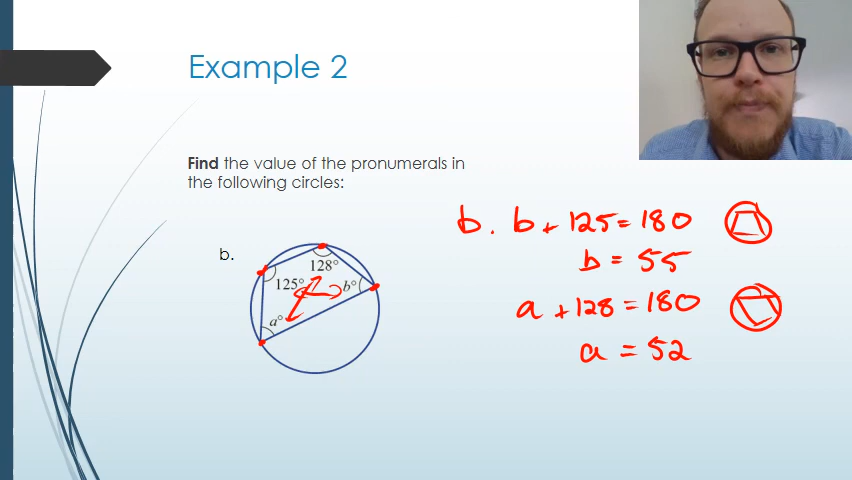 Example 2
Find the value of the pronumerals in
the following circles:
b.
128°
125°
b°
a°
b. b + 125 = 180
b = 55
a + 128 = 180
a = 52